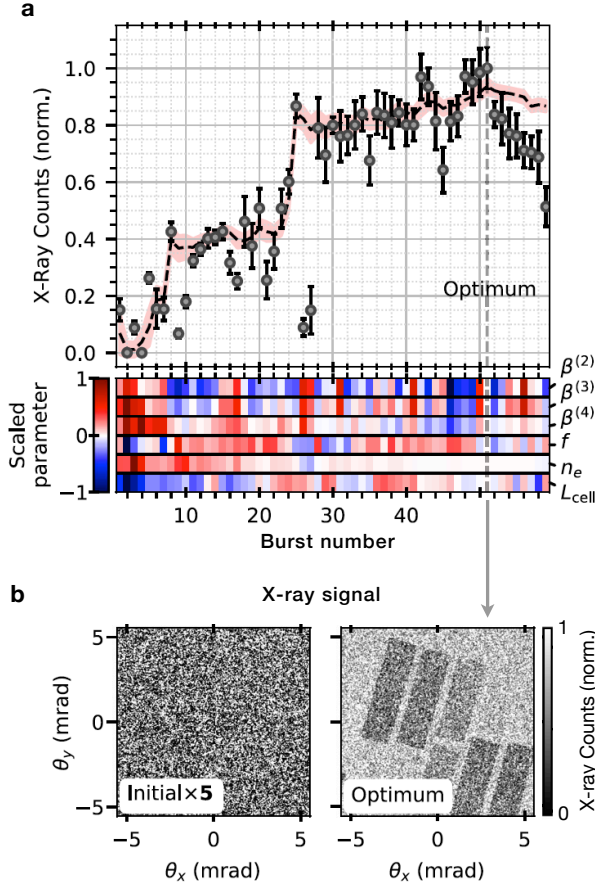 a
X-Ray Counts (norm.)
1.0
0.8
0.6
0.4
0.2
0.0
Optimum
Scaled parameter
1
0
−1
β(2)
β(3)
β(4)
f
nₑ
L_cell
10 20 30 40
Burst number
b
X-ray signal
θy (mrad)
5
0
−5
Initial×5
Optimum
1
0
X-ray Counts (norm.)
−5 0 5
−5 0 5
θx (mrad)
θx (mrad)